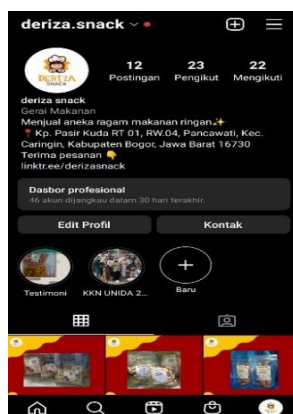 deriza.snack
DERIZA
SNACK
12 23 22
Postingan Pengikut Mengikuti
deriza snack
Gerai Makanan
Menjual aneka ragam makanan ringan✨
📍 Kp. Pasir Kuda RT 01, RW.04, Pancawati, Kec.
Caringin, Kabupaten Bogor, Jawa Barat 16730
Terima pesanan 👇
linktr.ee/derizasnack
Dasbor profesional
46 akun dijangkau dalam 30 hari terakhir.
Edit Profil Kontak
Testimoni KKN UNIDA 2... Baru